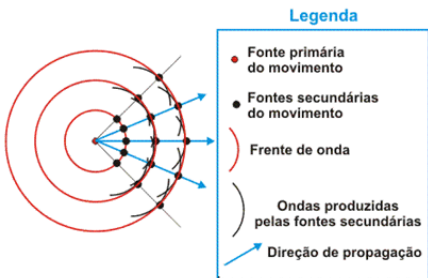 Legenda
Fonte primária
do movimento
Fontes secundárias
do movimento
Frente de onda
Ondas produzidas
pelas fontes secundárias
Direção de propagação